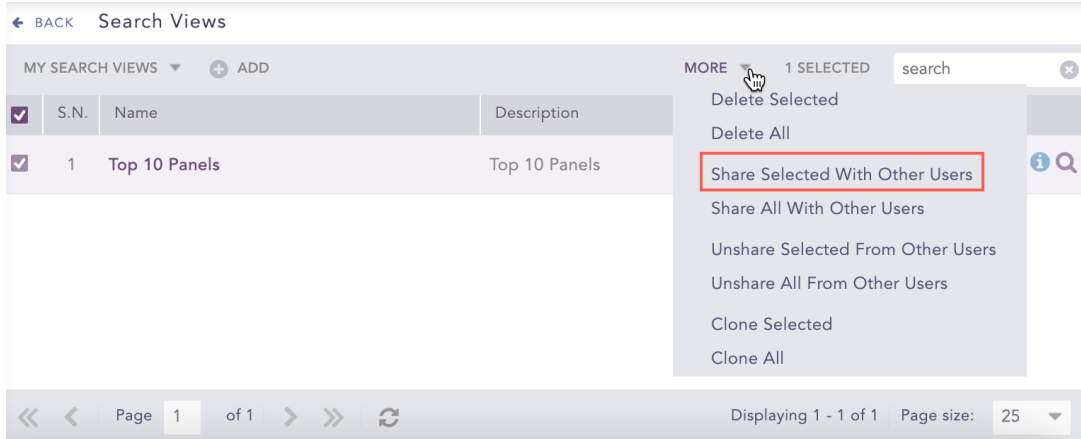 BACK Search Views
MY SEARCH VIEWS ADD MORE 1 SELECTED search
S.N. Name Description
1 Top 10 Panels Top 10 Panels
Delete Selected
Delete All
Share Selected With Other Users
Share All With Other Users
Unshare Selected From Other Users
Unshare All From Other Users
Clone Selected
Clone All
Page 1 of 1 Displaying 1 - 1 of 1 Page size: 25